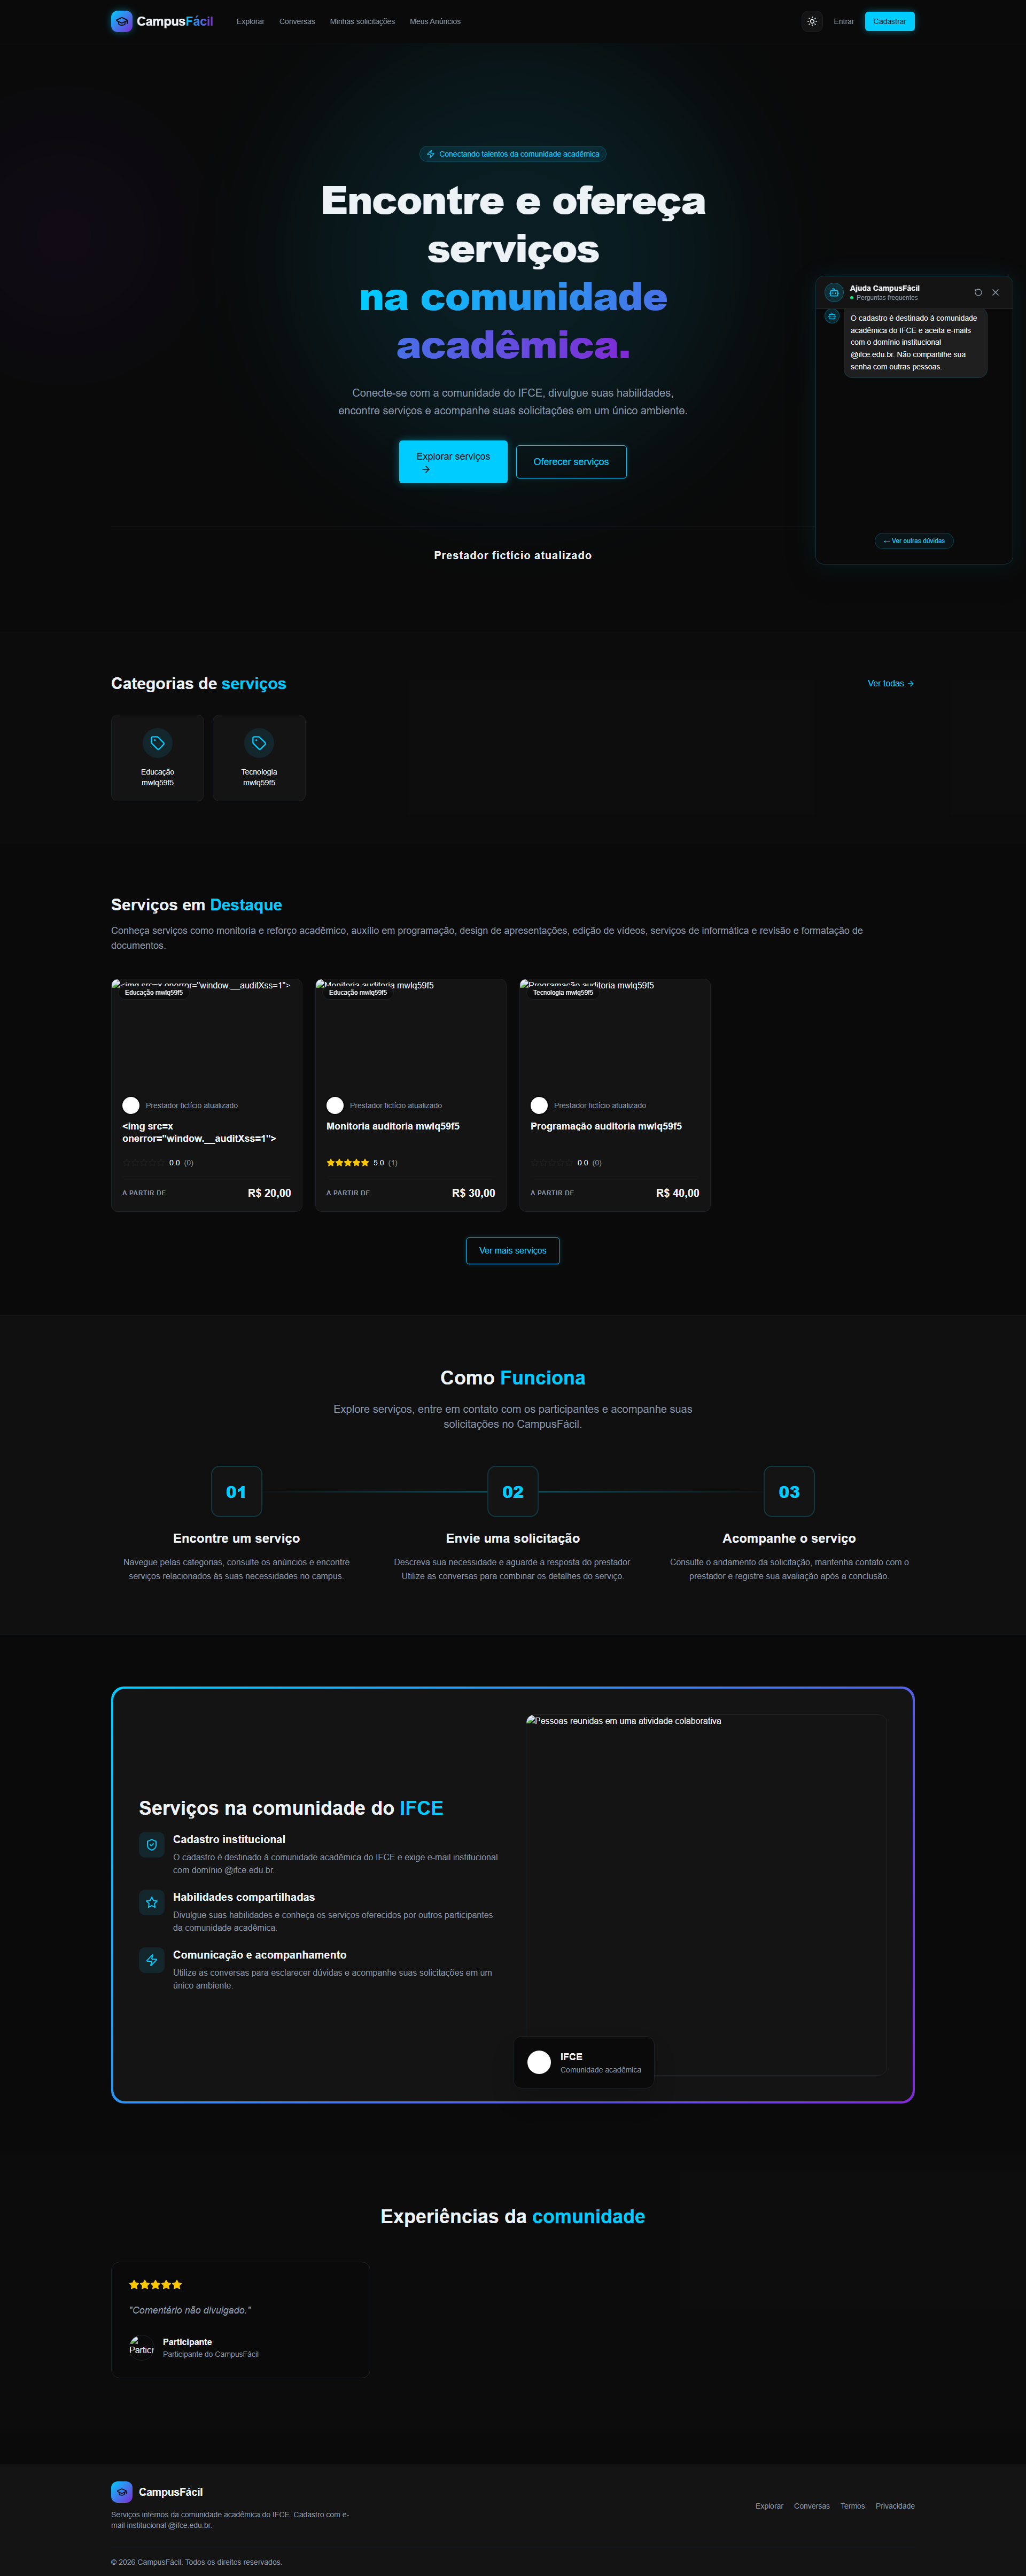 CampusFácil
Explorar Conversas Minhas solicitações Meus Anúncios
Entrar Cadastrar
Conectando talentos da comunidade acadêmica
Encontre e ofereça
serviços
na comunidade
acadêmica.
Conecte-se com a comunidade do IFCE, divulgue suas habilidades,
encontre serviços e acompanhe suas solicitações em um único ambiente.
Explorar serviços
→
Oferecer serviços
Prestador fictício atualizado
Ajuda CampusFácil
Perguntas frequentes
O cadastro é destinado à comunidade
acadêmica do IFCE e aceita e-mails
com o domínio institucional
@ifce.edu.br. Não compartilhe sua
senha com outras pessoas.
← Ver outras dúvidas
Categorias de serviços
Ver todas →
Educação
mwlq59f5
Tecnologia
mwlq59f5
Serviços em Destaque
Conheça serviços como monitoria e reforço acadêmico, auxílio em programação, design de apresentações, edição de vídeos, serviços de informática e revisão e formatação de
documentos.
<img src=x onerror="window.__auditXss=1">
Educação mwlq59f5
Prestador fictício atualizado
<img src=x
onerror="window.__auditXss=1">
0.0 (0)
A PARTIR DE R$ 20,00
Monitoria auditoria mwlq59f5
Educação mwlq59f5
Prestador fictício atualizado
Monitoria auditoria mwlq59f5
5.0 (1)
A PARTIR DE R$ 30,00
Programação auditoria mwlq59f5
Tecnologia mwlq59f5
Prestador fictício atualizado
Programação auditoria mwlq59f5
0.0 (0)
A PARTIR DE R$ 40,00
Ver mais serviços
Como Funciona
Explore serviços, entre em contato com os participantes e acompanhe suas
solicitações no CampusFácil.
01
Encontre um serviço
Navegue pelas categorias, consulte os anúncios e encontre
serviços relacionados às suas necessidades no campus.
02
Envie uma solicitação
Descreva sua necessidade e aguarde a resposta do prestador.
Utilize as conversas para combinar os detalhes do serviço.
03
Acompanhe o serviço
Consulte o andamento da solicitação, mantenha contato com o
prestador e registre sua avaliação após a conclusão.
Serviços na comunidade do IFCE
Cadastro institucional
O cadastro é destinado à comunidade acadêmica do IFCE e exige e-mail institucional
com domínio @ifce.edu.br.
Habilidades compartilhadas
Divulgue suas habilidades e conheça os serviços oferecidos por outros participantes
da comunidade acadêmica.
Comunicação e acompanhamento
Utilize as conversas para esclarecer dúvidas e acompanhe suas solicitações em um
único ambiente.
Pessoas reunidas em uma atividade colaborativa
IFCE
Comunidade acadêmica
Experiências da comunidade
"Comentário não divulgado."
Partici
Participante
Participante do CampusFácil
CampusFácil
Serviços internos da comunidade acadêmica do IFCE. Cadastro com e-
mail institucional @ifce.edu.br.
Explorar Conversas Termos Privacidade
© 2026 CampusFácil. Todos os direitos reservados.